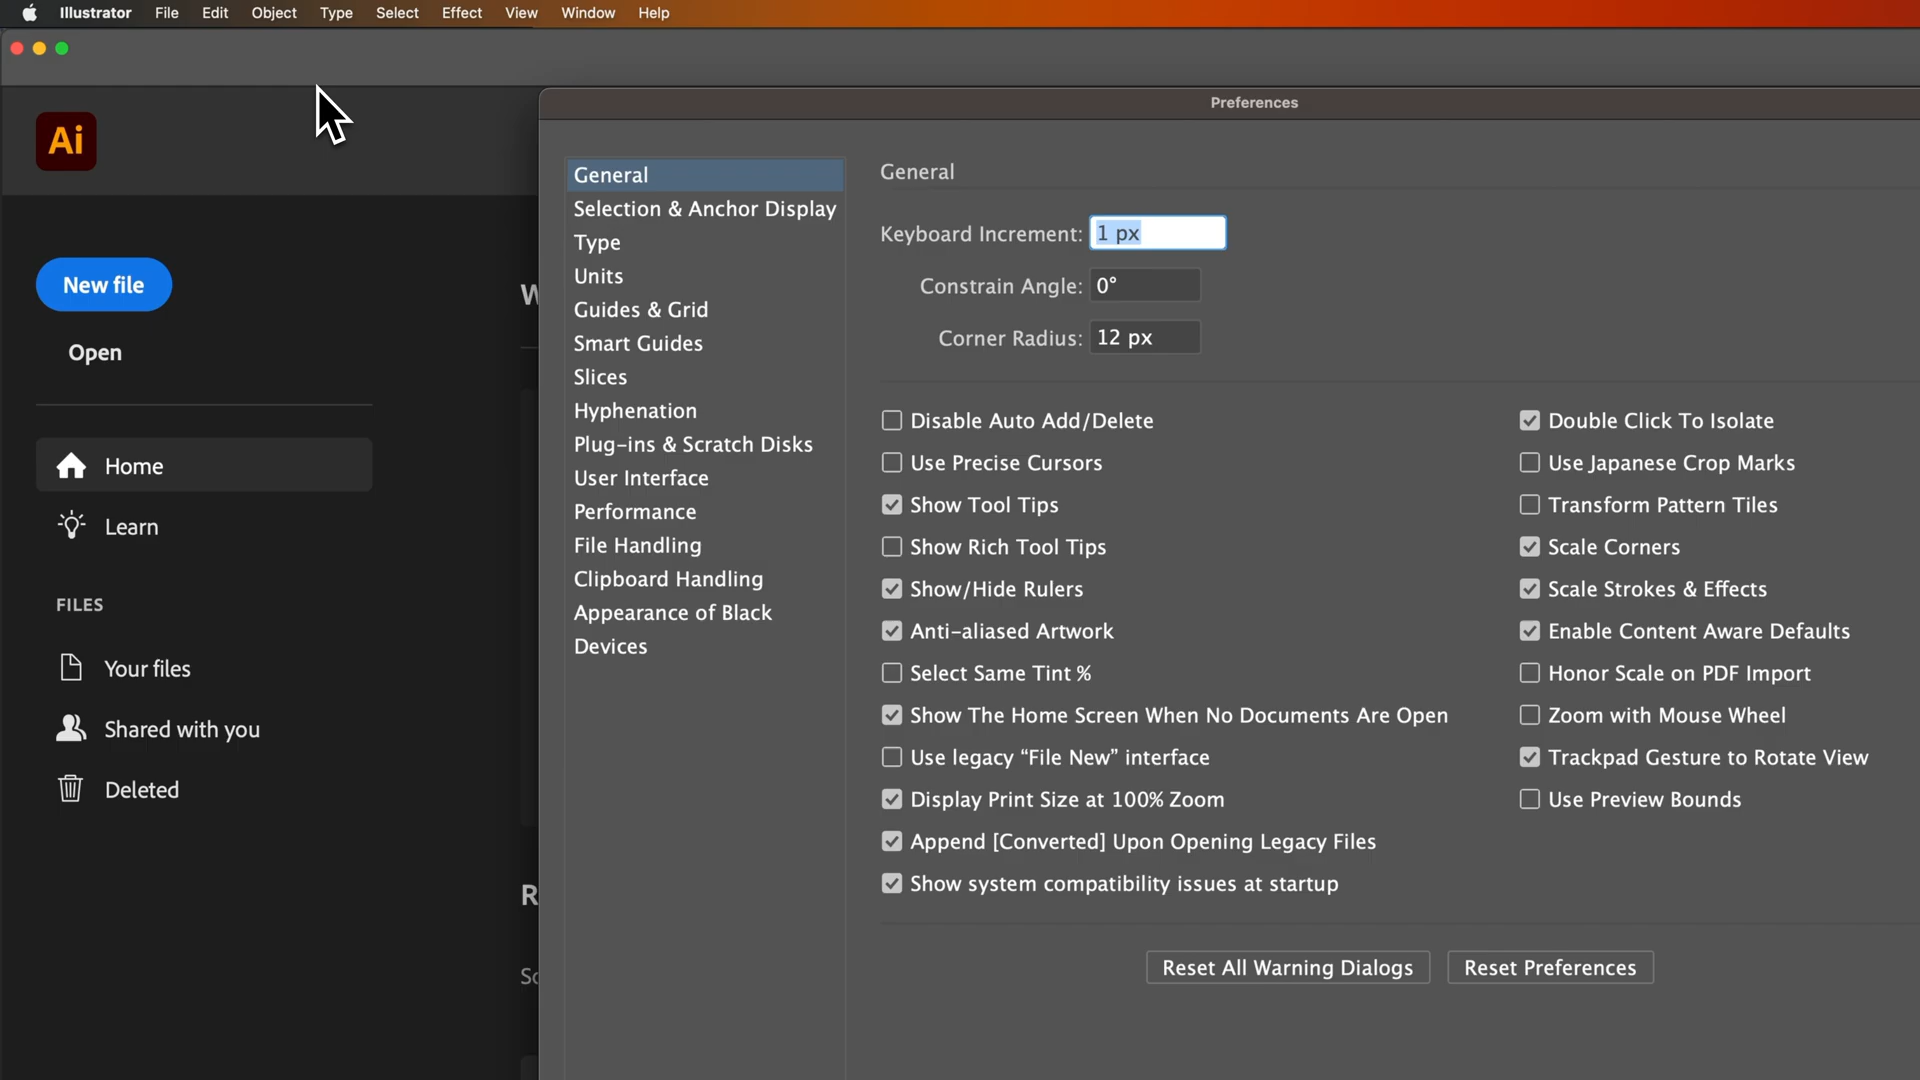 Illustrator File Edit Object Type Select Effect View Window Help
Preferences
Ai
New file
Open
Home
Learn
FILES
Your files
Shared with you
Deleted
W
R
General
Selection & Anchor Display
Type
Units
Guides & Grid
Smart Guides
Slices
Hyphenation
Plug-ins & Scratch Disks
User Interface
Performance
File Handling
Clipboard Handling
Appearance of Black
Devices
General
Keyboard Increment: 1 px
Constrain Angle: 0°
Corner Radius: 12 px
Disable Auto Add/Delete
Use Precise Cursors
Show Tool Tips
Show Rich Tool Tips
Show/Hide Rulers
Anti-aliased Artwork
Select Same Tint %
Show The Home Screen When No Documents Are Open
Use legacy “File New” interface
Display Print Size at 100% Zoom
Append [Converted] Upon Opening Legacy Files
Show system compatibility issues at startup
Double Click To Isolate
Use Japanese Crop Marks
Transform Pattern Tiles
Scale Corners
Scale Strokes & Effects
Enable Content Aware Defaults
Honor Scale on PDF Import
Zoom with Mouse Wheel
Trackpad Gesture to Rotate View
Use Preview Bounds
Reset All Warning Dialogs
Reset Preferences